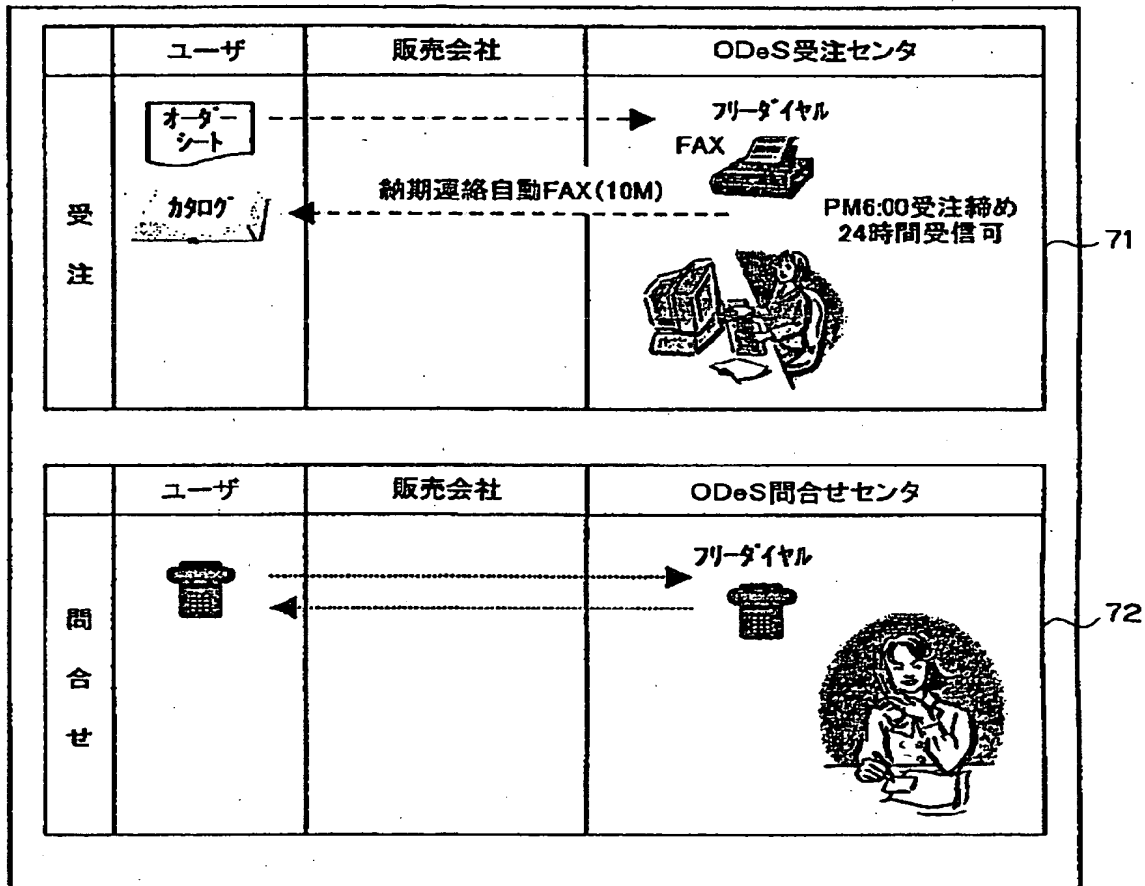 ユーザ
販売会社
ODeS受注センタ
受注
オーダー
シート
フリーダイヤル
FAX
納期連絡自動FAX(10M)
カタログ
PM6:00受注締め
24時間受信可
71
ユーザ
販売会社
ODeS問合せセンタ
問合せ
フリーダイヤル
72